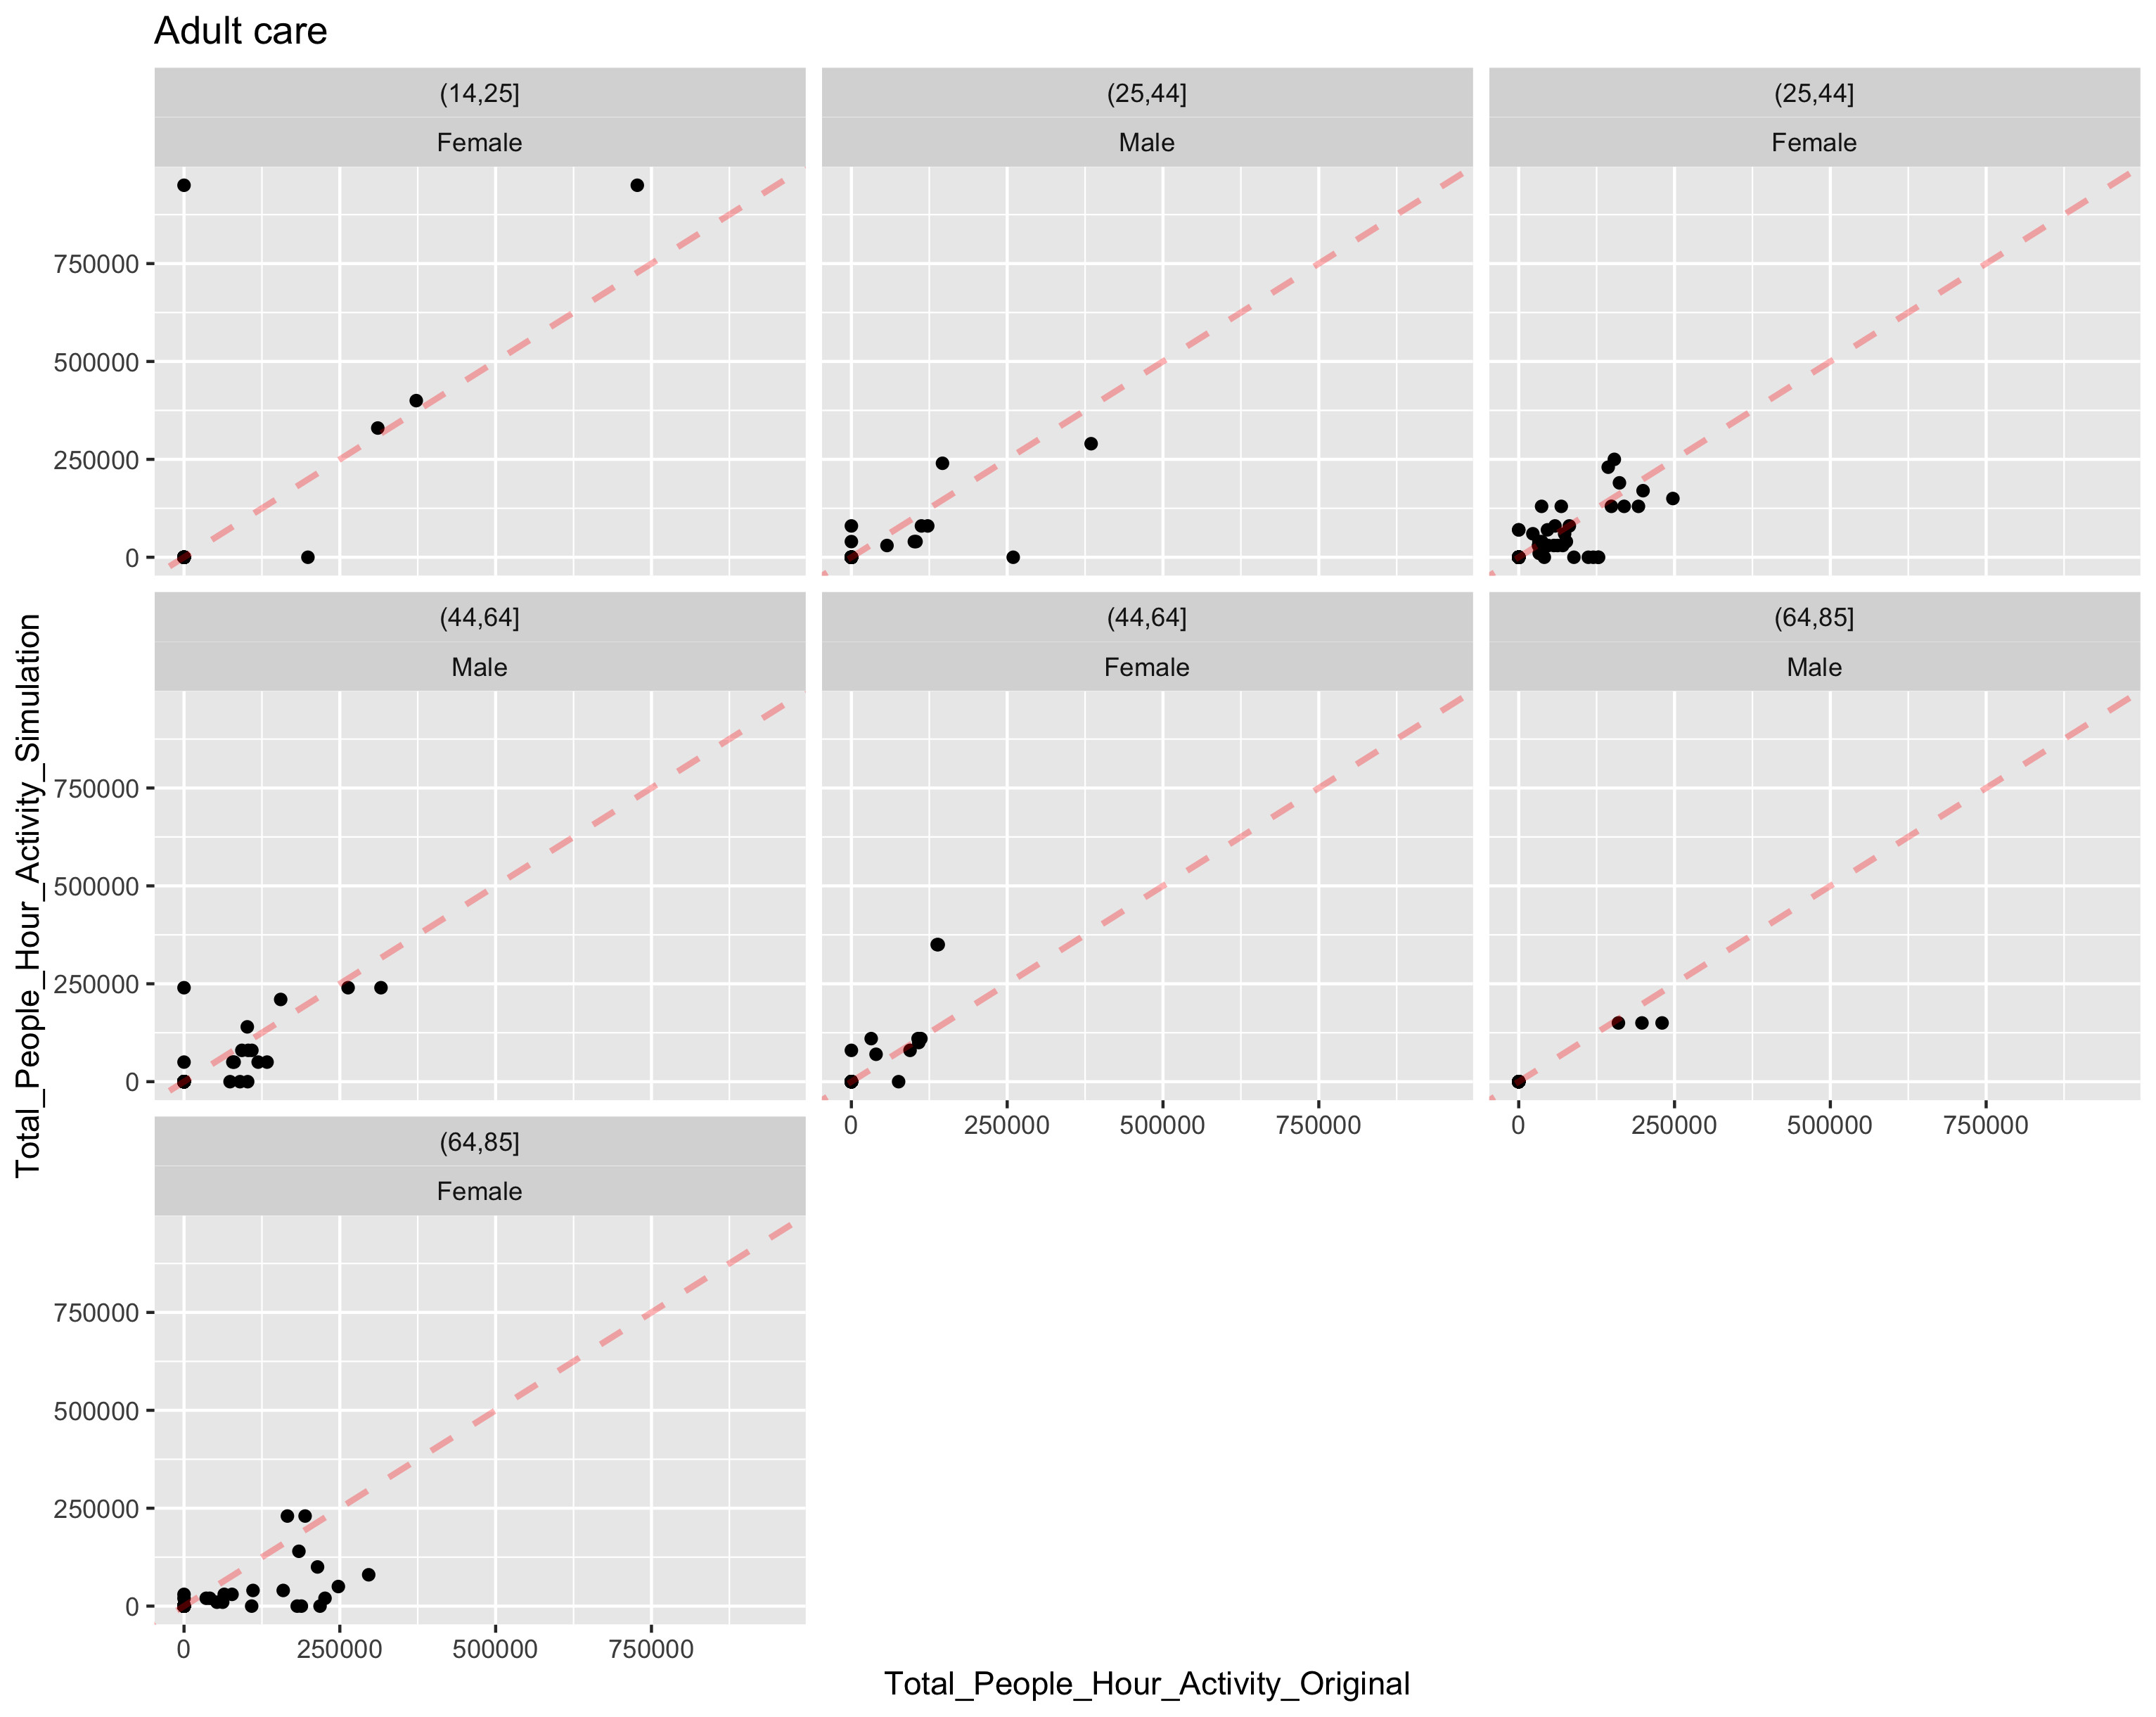 Adult care
(14,25]
Female
(25,44]
Male
(25,44]
Female
750000
500000
250000
0
(44,64]
Male
(44,64]
Female
(64,85]
Male
750000
500000
250000
0
0 250000 500000 750000
0 250000 500000 750000
(64,85]
Female
750000
500000
250000
0
0 250000 500000 750000
Total_People_Hour_Activity_Original
Total_People_Hour_Activity_Simulation